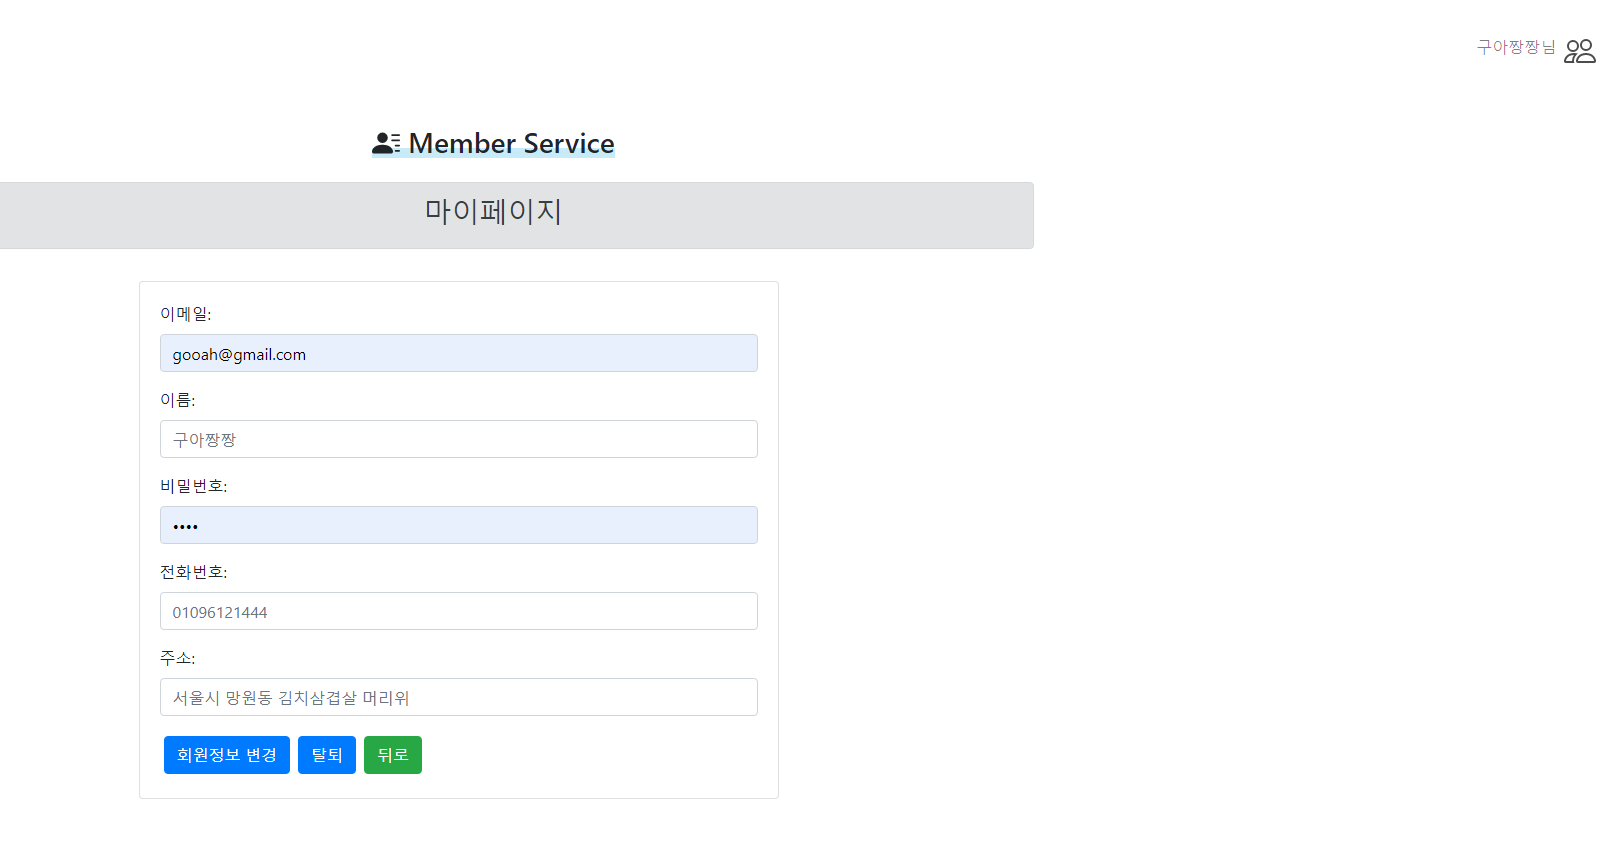 구아짱짱님
Member Service
마이페이지
이메일:
gooah@gmail.com
이름:
구아짱짱
비밀번호:
••••
전화번호:
01096121444
주소:
서울시 망원동 김치삼겹살 머리위
회원정보 변경 탈퇴 뒤로